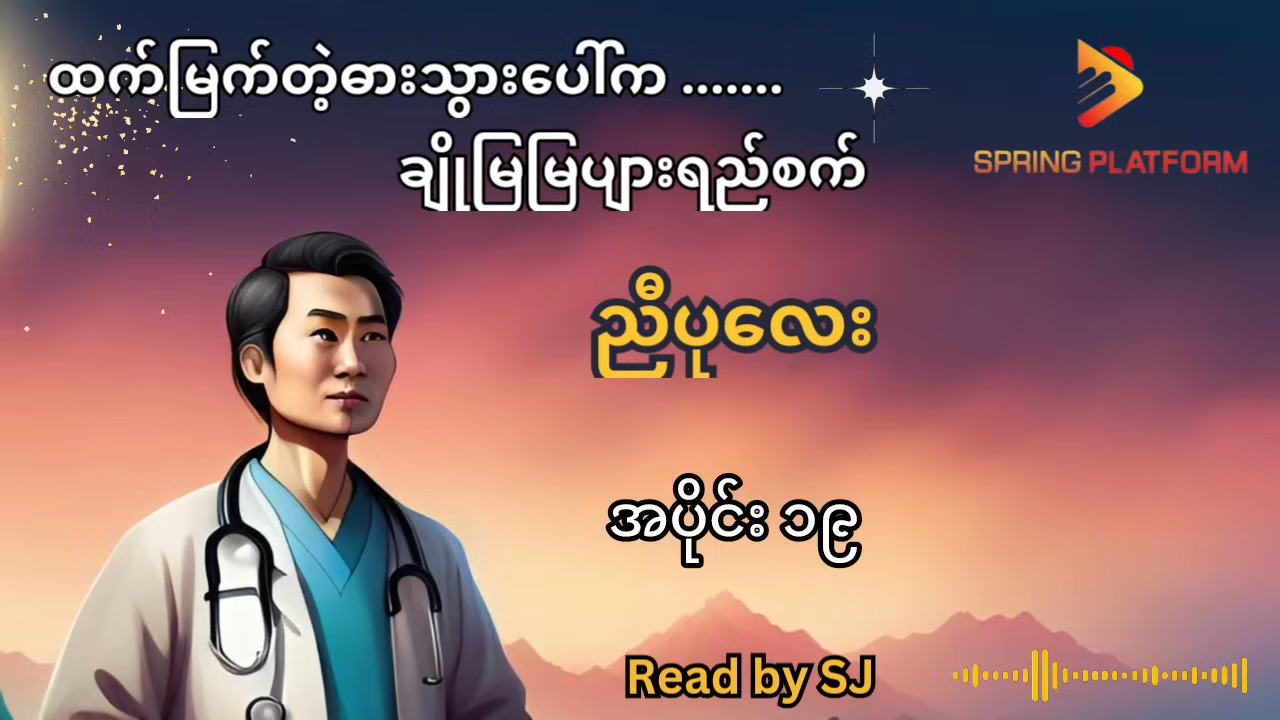 ထက်မြက်တဲ့ဓားသွားပေါ်က .......
ချိုမြမြပျားရည်စက်
SPRING PLATFORM
ညီပုလေး
အပိုင်း ၁၉
Read by SJ